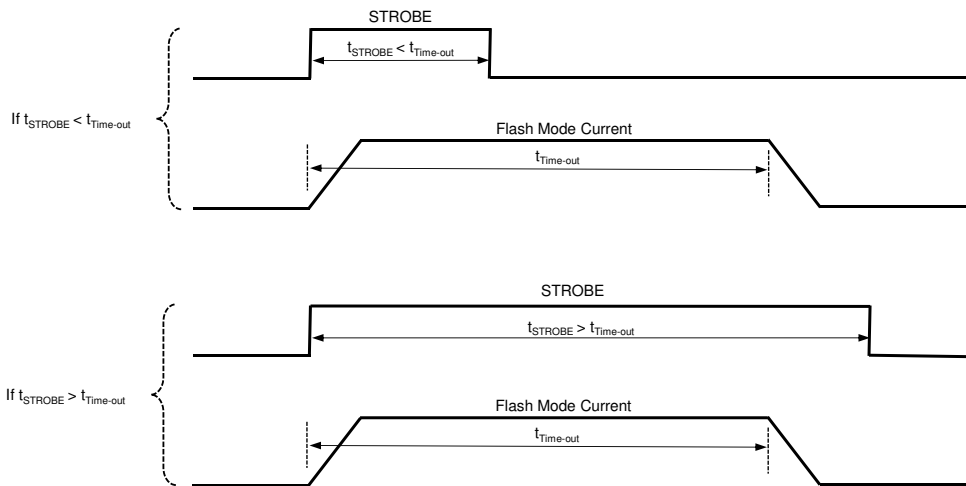 STROBE
tSTROBE < tTime-out
If tSTROBE < tTime-out
Flash Mode Current
tTime-out
STROBE
tSTROBE > tTime-out
If tSTROBE > tTime-out
Flash Mode Current
tTime-out